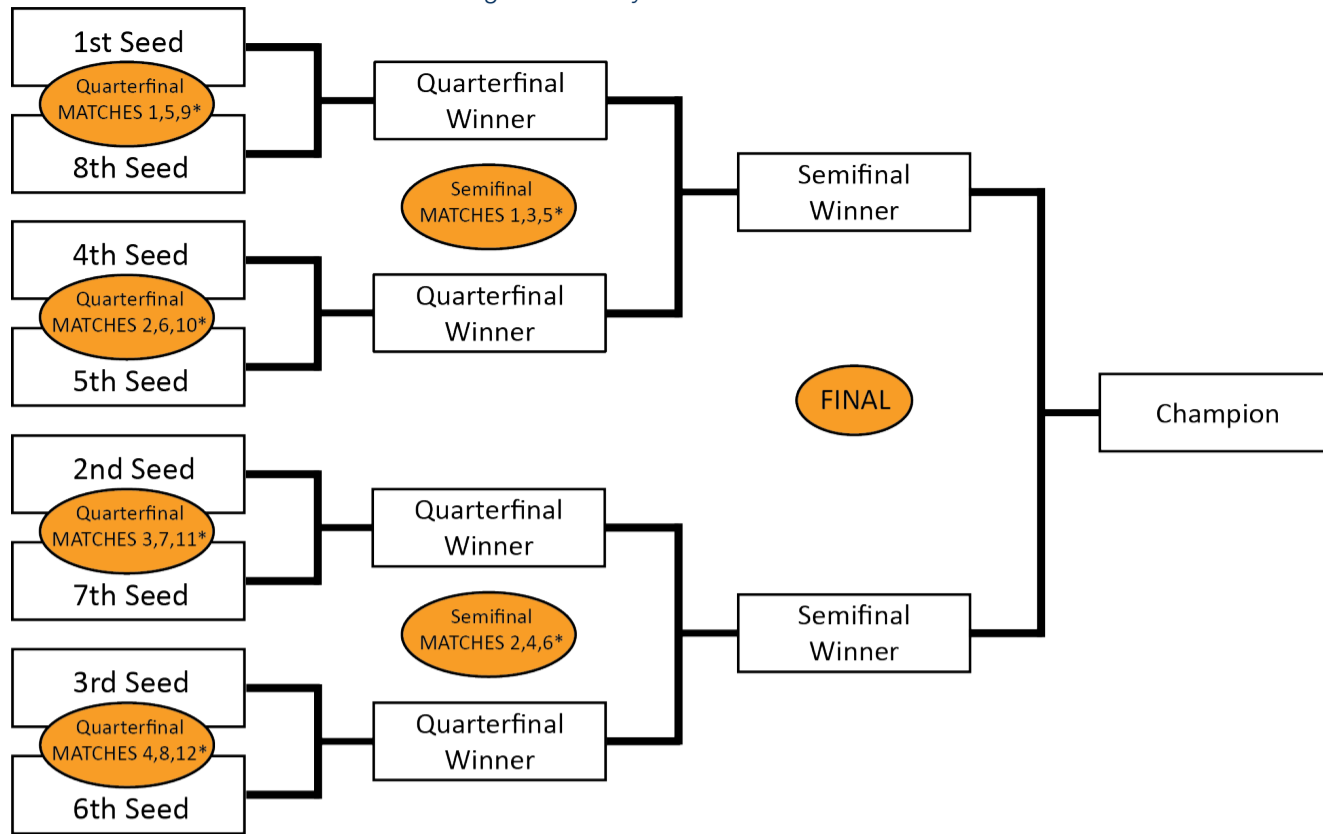 1st Seed
Quarterfinal
MATCHES 1,5,9*
8th Seed
4th Seed
Quarterfinal
MATCHES 2,6,10*
5th Seed
2nd Seed
Quarterfinal
MATCHES 3,7,11*
7th Seed
3rd Seed
Quarterfinal
MATCHES 4,8,12*
6th Seed
Quarterfinal
Winner
Semifinal
MATCHES 1,3,5*
Quarterfinal
Winner
Quarterfinal
Winner
Semifinal
MATCHES 2,4,6*
Quarterfinal
Winner
Semifinal
Winner
FINAL
Semifinal
Winner
Champion